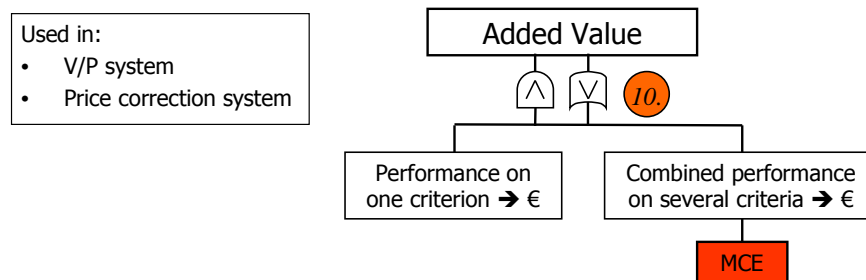 Used in:
• V/P system
• Price correction system
Added Value
∧ ∨ 10.
Performance on
one criterion ➔ €
Combined performance
on several criteria ➔ €
MCE